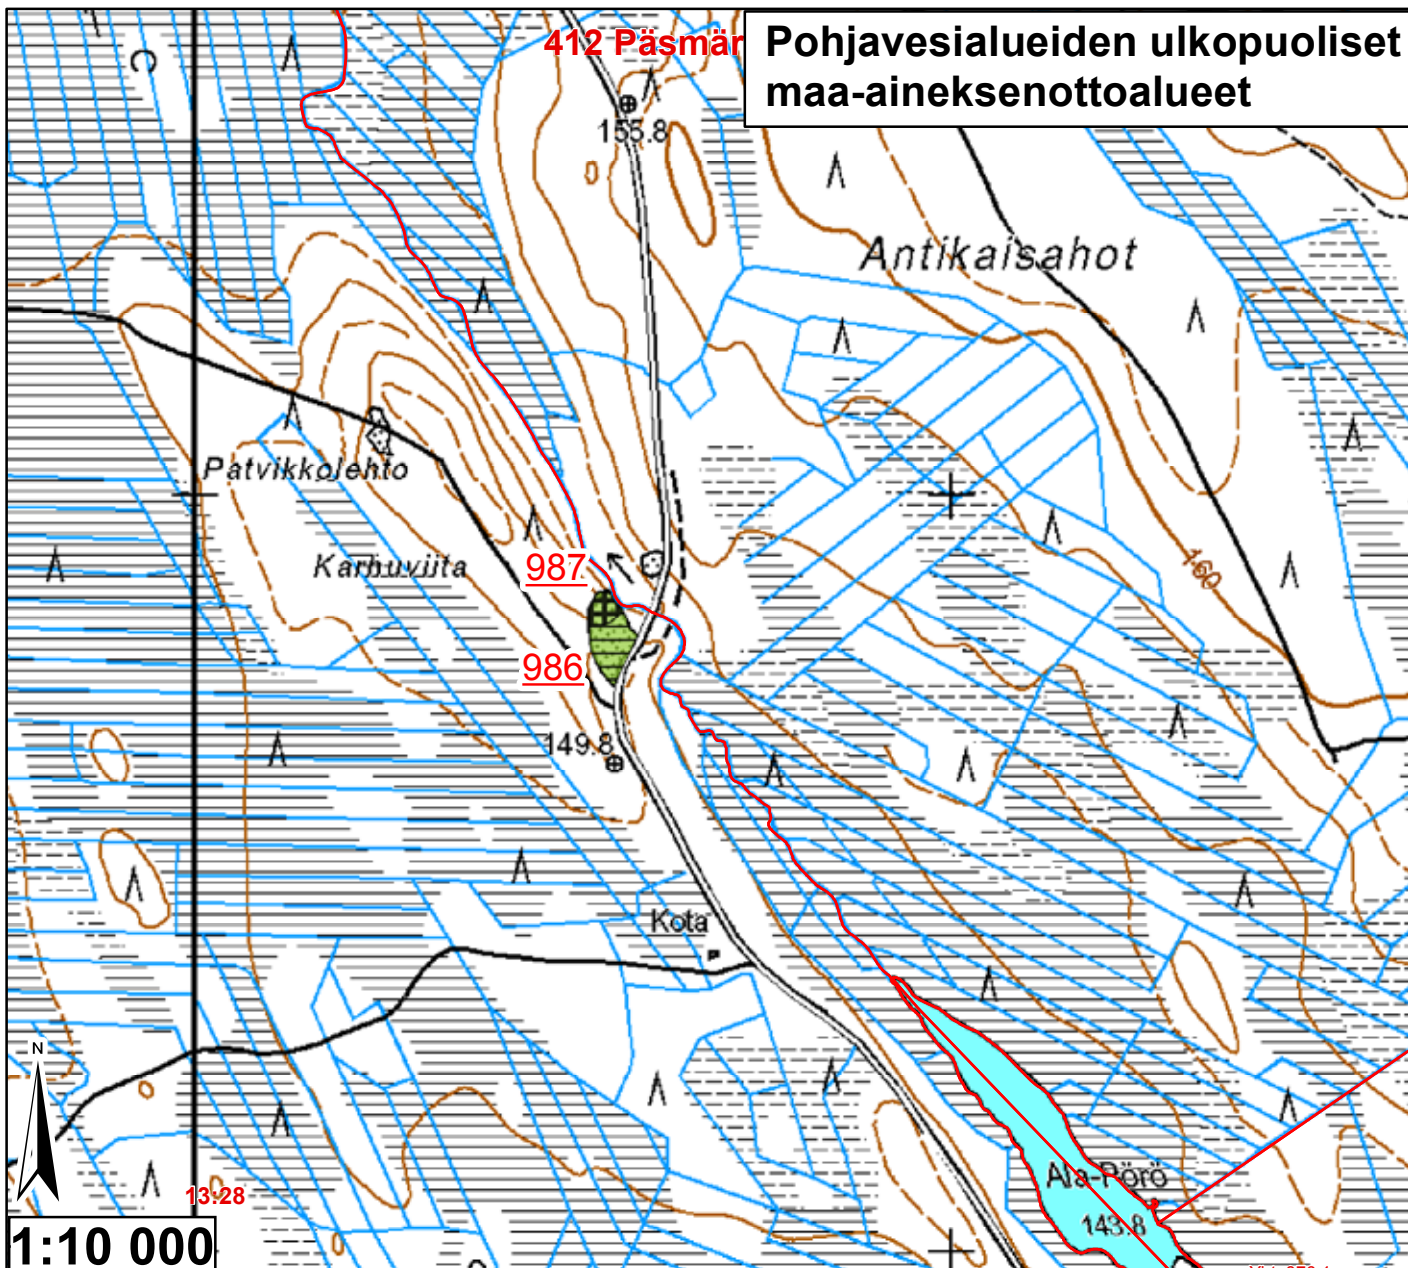 412 Päsmär
Pohjavesialueiden ulkopuoliset
maa-aineksenottoalueet
155.8
Antikaisahot
Patvikkolehto
Karhuviita
987
986
160
149.8
Kota
N
Ala-Pörö
143.8
13:28
1:10 000